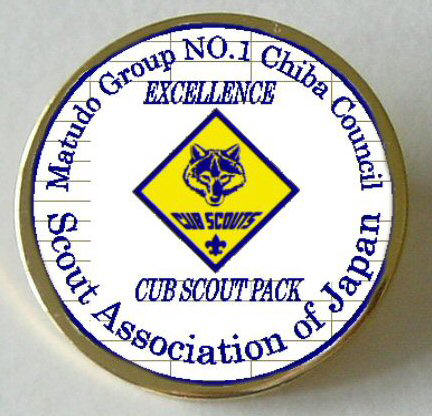 Matudo Group NO.1 Chiba Council
EXCELLENCE
CUB SCOUTS
CUB SCOUT PACK
Scout Association of Japan